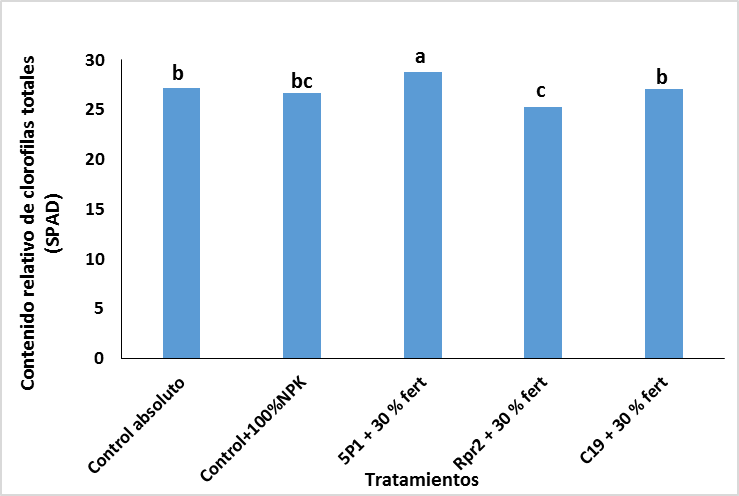 Contenido relativo de clorofilas totales
(SPAD)
30
25
20
15
10
5
0
b
bc
a
c
b
Control absoluto
Control+100%NPK
5P1 + 30 % fert
Rpr2 + 30 % fert
C19 + 30 % fert
Tratamientos